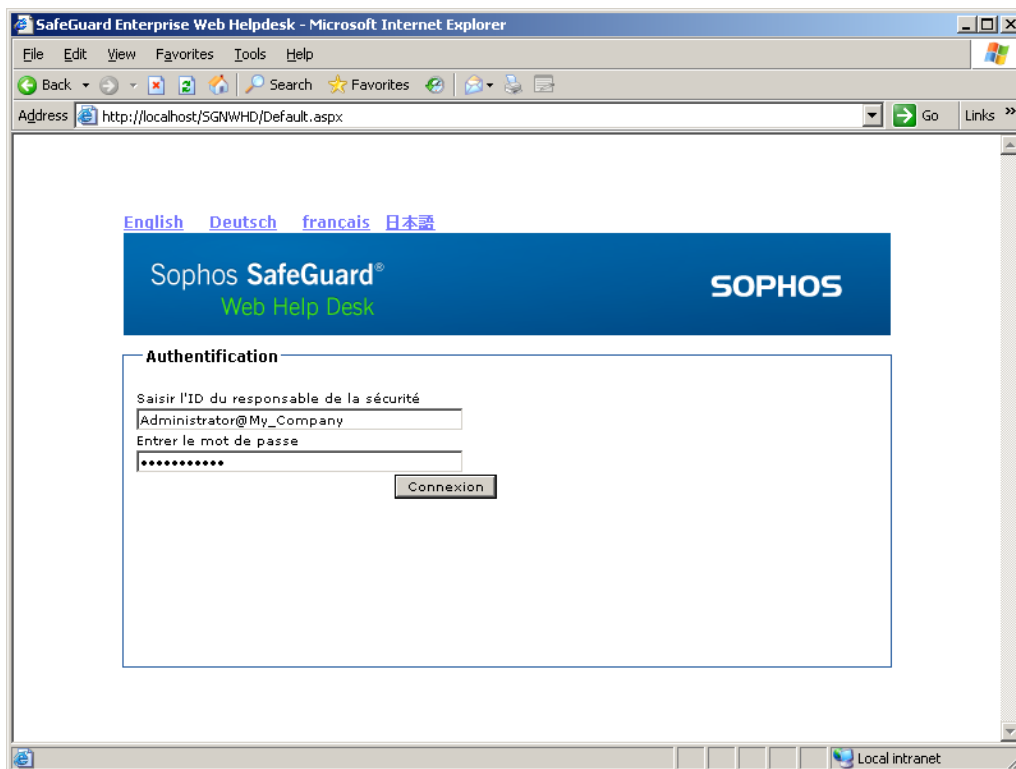 SafeGuard Enterprise Web Helpdesk - Microsoft Internet Explorer
File Edit View Favorites Tools Help
Back Search Favorites
Address http://localhost/SGNWHD/Default.aspx Go Links »
English Deutsch français 日本語
Sophos SafeGuard®
Web Help Desk
SOPHOS
Authentification
Saisir l'ID du responsable de la sécurité
Administrator@My_Company
Entrer le mot de passe
•••••••••••
Connexion
Local intranet